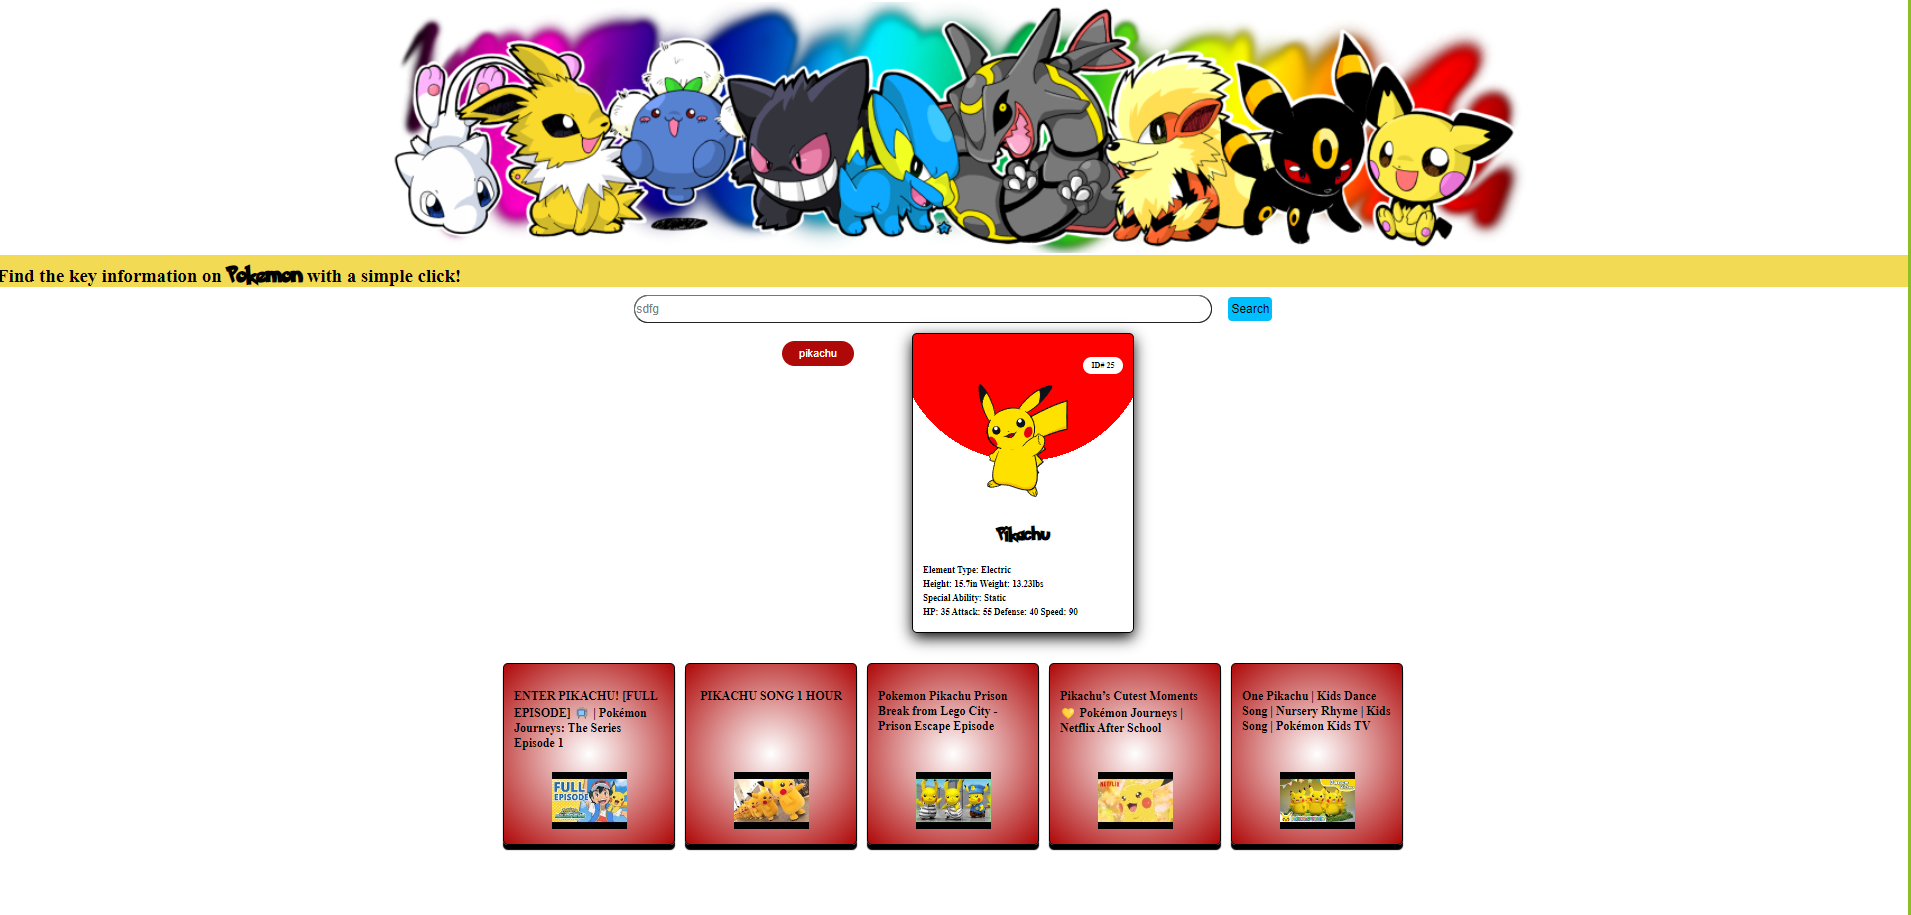 Find the key information on Pokemon with a simple click!
sdfg
Search
pikachu
ID# 25
Pikachu
Element Type: Electric
Height: 15.7in Weight: 13.23lbs
Special Ability: Static
HP: 35 Attack: 55 Defense: 40 Speed: 90
ENTER PIKACHU! [FULL
EPISODE] 📺 | Pokémon
Journeys: The Series
Episode 1
FULL
EPISODE
PIKACHU SONG 1 HOUR
Pokemon Pikachu Prison
Break from Lego City -
Prison Escape Episode
Pikachu’s Cutest Moments
💛 Pokémon Journeys |
Netflix After School
NETFLIX
One Pikachu | Kids Dance
Song | Nursery Rhyme | Kids
Song | Pokémon Kids TV